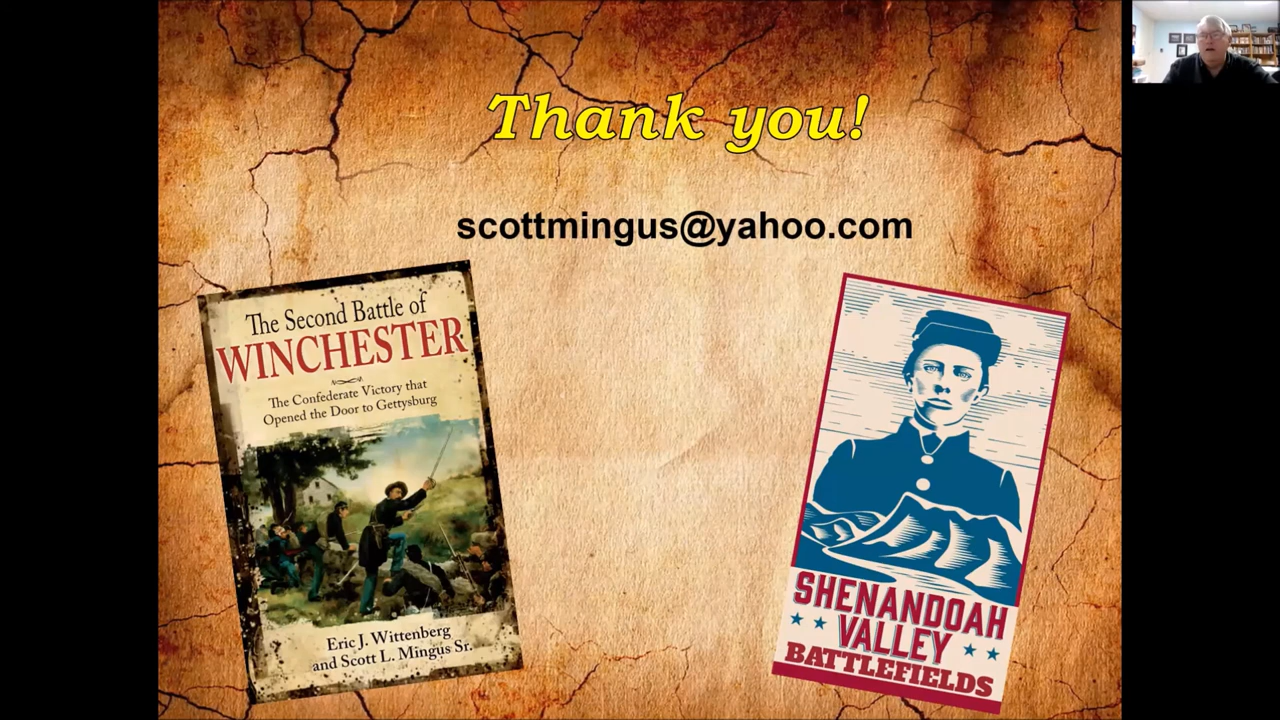 Thank you!
scottmingus@yahoo.com
The Second Battle of
WINCHESTER
The Confederate Victory that
Opened the Door to Gettysburg
Eric J. Wittenberg
and Scott L. Mingus Sr.
SHENANDOAH
VALLEY
BATTLEFIELDS